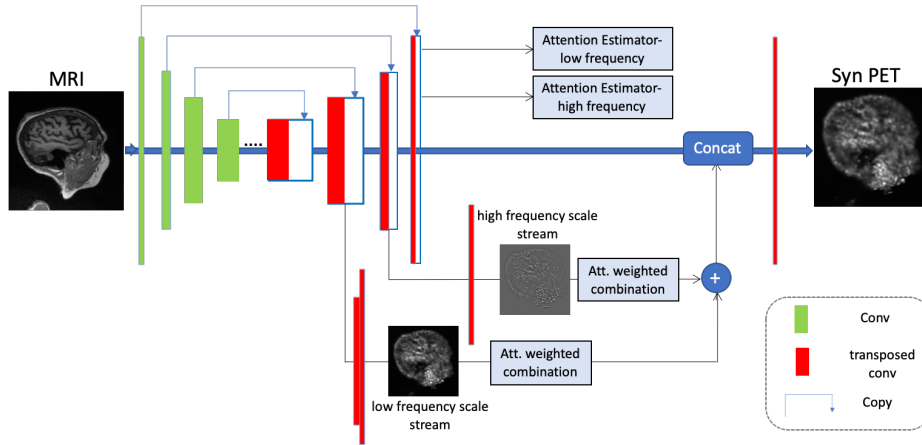 MRI
....
Attention Estimator-
low frequency
Attention Estimator-
high frequency
Syn PET
Concat
high frequency scale
stream
Att. weighted
combination
+
Att. weighted
combination
low frequency scale
stream
Conv
transposed
conv
Copy